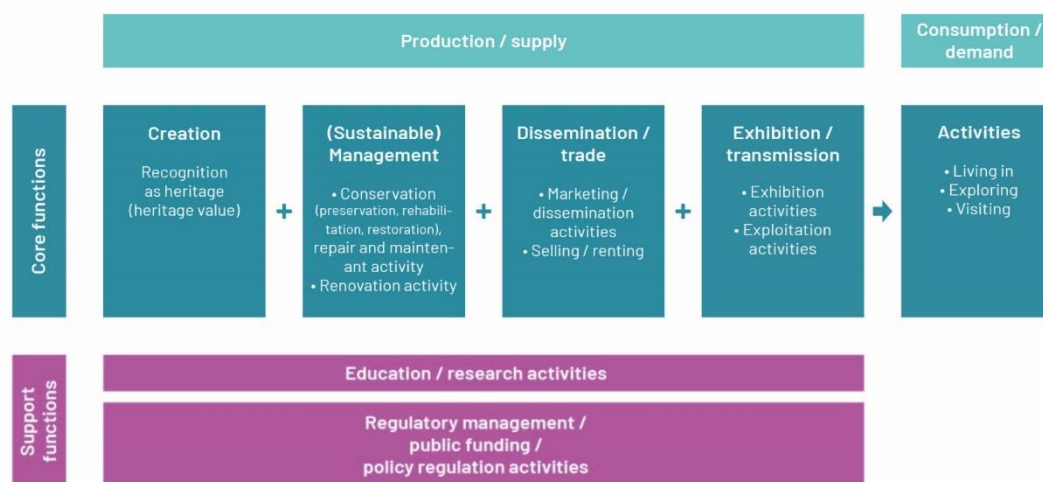 Production / supply
Consumption /
demand
Core functions
Creation
Recognition
as heritage
(heritage value)
+
(Sustainable)
Management
• Conservation
(preservation, rehabili-
tation, restoration),
repair and mainten-
ant activity
• Renovation activity
+
Dissemination /
trade
• Marketing /
dissemination
activities
• Selling / renting
+
Exhibition /
transmission
• Exhibition
activities
• Exploitation
activities
Activities
• Living in
• Exploring
• Visiting
Support
functions
Education / research activities
Regulatory management /
public funding /
policy regulation activities